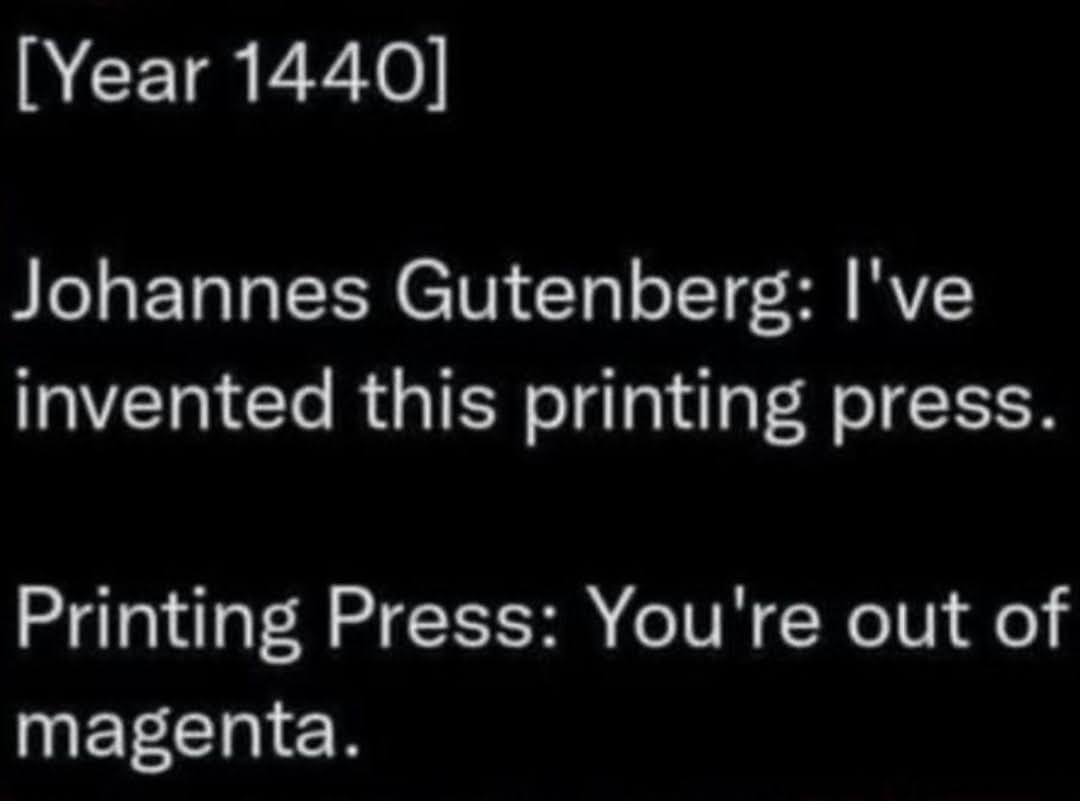 [Year 1440]
Johannes Gutenberg: I've
invented this printing press.
Printing Press: You're out of
magenta.